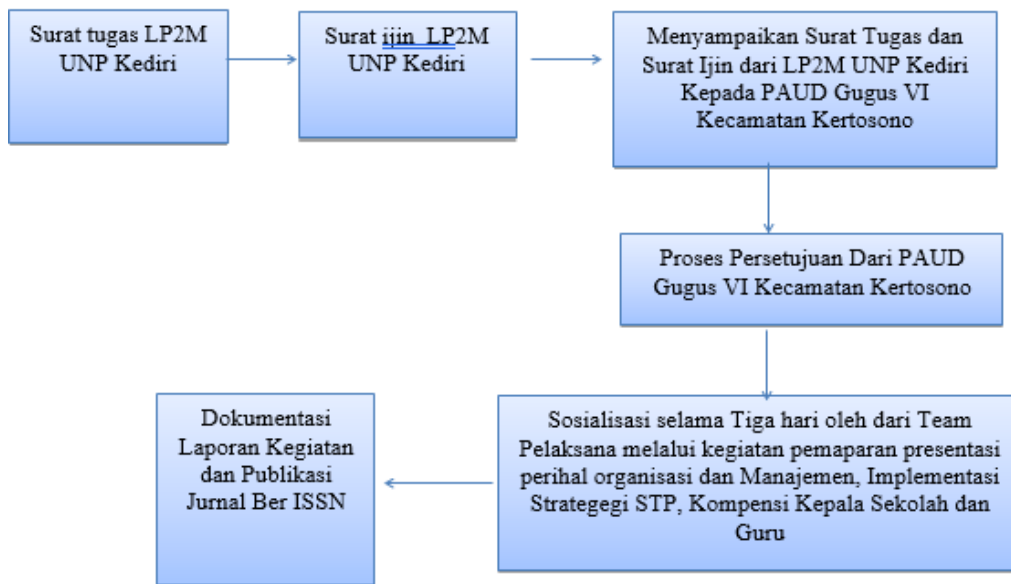 Surat tugas LP2M
UNP Kediri
Surat ijin LP2M
UNP Kediri
Menyampaikan Surat Tugas dan
Surat Ijin dari LP2M UNP Kediri
Kepada PAUD Gugus VI
Kecamatan Kertosono
Proses Persetujuan Dari PAUD
Gugus VI Kecamatan Kertosono
Sosialisasi selama Tiga hari oleh dari Team
Pelaksana melalui kegiatan pemaparan presentasi
perihal organisasi dan Manajemen, Implementasi
Strategegi STP, Kompensi Kepala Sekolah dan
Guru
Dokumentasi
Laporan Kegiatan
dan Publikasi
Jurnal Ber ISSN